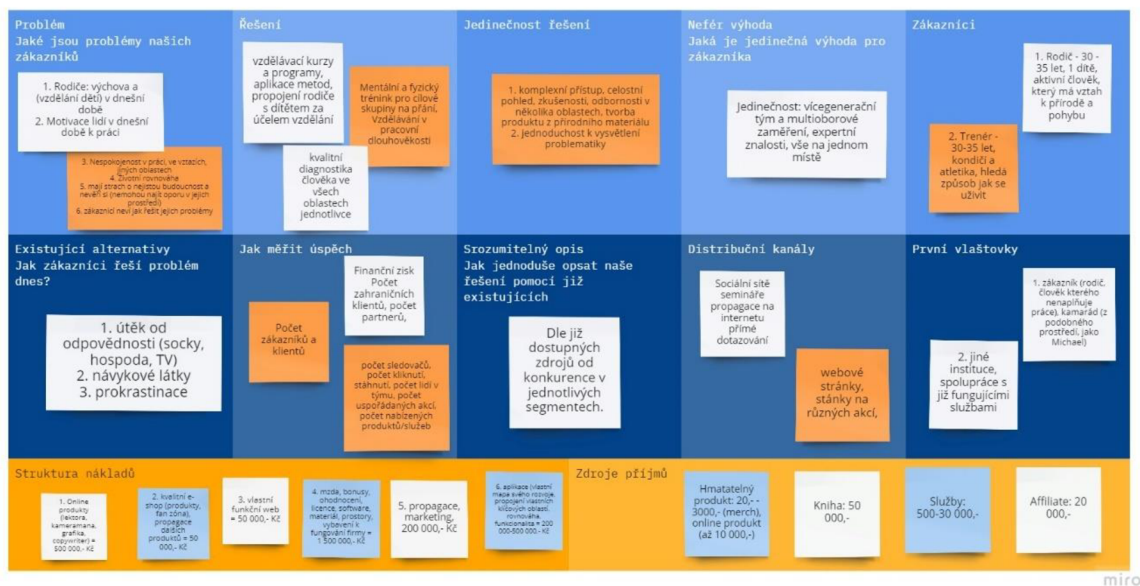 Problém
Jaké jsou problémy našich
zákazníků
1. Rodiče: výchova a
(vzdělání dětí) v dnešní
době
2. Motivace lidí v dnešní
době k práci
3. Nespokojenost v práci, ve vztazích,
jiných oblastech
4. Životní rovnováha
5. mají strach o nejistou budoucnost a
nevěří si (nemohou najít oporu v jejich
prostředí)
6. zákazníci neví jak řešit jejich problémy
Řešení
vzdělávací kurzy
a programy,
aplikace metod,
propojení rodiče
s dítětem za
účelem vzdělání
Mentální a fyzický
trénink pro cílové
skupiny na přání,
Vzdělávání v
pracovní
dlouhověkosti
kvalitní
diagnostika
člověka ve
všech
oblastech
jednotlivce
Jedinečnost řešení
1. komplexní přístup, celostní
pohled, zkušenosti, odbornosti v
několika oblastech, tvorba
produktu z přírodního materiálu
2. jednoduchost k vysvětlení
problematiky
Nefér výhoda
Jaká je jedinečná výhoda pro
zákazníka
Jedinečnost: vícegenerační
tým a multioborové
zaměření, expertní
znalosti, vše na jednom
místě
Zákazníci
1. Rodič - 30 -
35 let, 1 dítě,
aktivní člověk,
který má vztah
k přírodě a
pohybu
2. Trenér -
30-35 let,
kondiční a
atletika, hledá
způsob jak se
uživit
Existující alternativy
Jak zákazníci řeší problém
dnes?
1. útěk od
odpovědnosti (socky,
hospoda, TV)
2. návykové látky
3. prokrastinace
Jak měřit úspěch
Finanční zisk
Počet
zahraničních
klientů, počet
partnerů,
Počet
zákazníků a
klientů
počet sledovačů,
počet kliknutí,
stáhnutí, počet lidí v
týmu, počet
uspořádaných akcí,
počet nabízených
produktů/služeb
Srozumitelný opis
Jak jednoduše opsat naše
řešení pomocí již
existujících
Dle již
dostupných
zdrojů od
konkurence v
jednotlivých
segmentech.
Distribuční kanály
Sociální sítě
semináře
propagace na
internetu
přímé
dotazování
webové
stránky,
stánky na
různých akcí,
První vlaštovky
1. zákazník (rodič,
člověk kterého
nenaplňuje
práce), kamarád (z
podobného
prostředí, jako
Michael)
2. jiné
instituce,
spolupráce s
již fungujícími
službami
Struktura nákladů
1. Online
produkty
(lektora,
kameramana,
grafika,
copywriter) =
500 000,- Kč
2. kvalitní e-
shop (produkty,
fan zóna),
propagace
dalších
produktů = 50
000,- Kč
3. vlastní
funkční web
= 50 000,- Kč
4. mzda, bonusy,
ohodnocení,
licence, software,
materiál, prostory,
vybavení k
fungování firmy =
1 500 000,- Kč
5. propagace,
marketing,
200 000,- Kč
6. aplikace (vlastní
mapa svého rozvoje,
propojení vlastních
klíčových oblastí,
rovnováha,
funkcionalita = 200
000-500 000,- Kč
Zdroje příjmů
Hmatatelný
produkt: 20,- -
3000,- (merch),
online produkt
(až 10 000,-)
Kniha: 50
000,-
Služby:
500-30 000,-
Affiliate: 20
000,-
miro